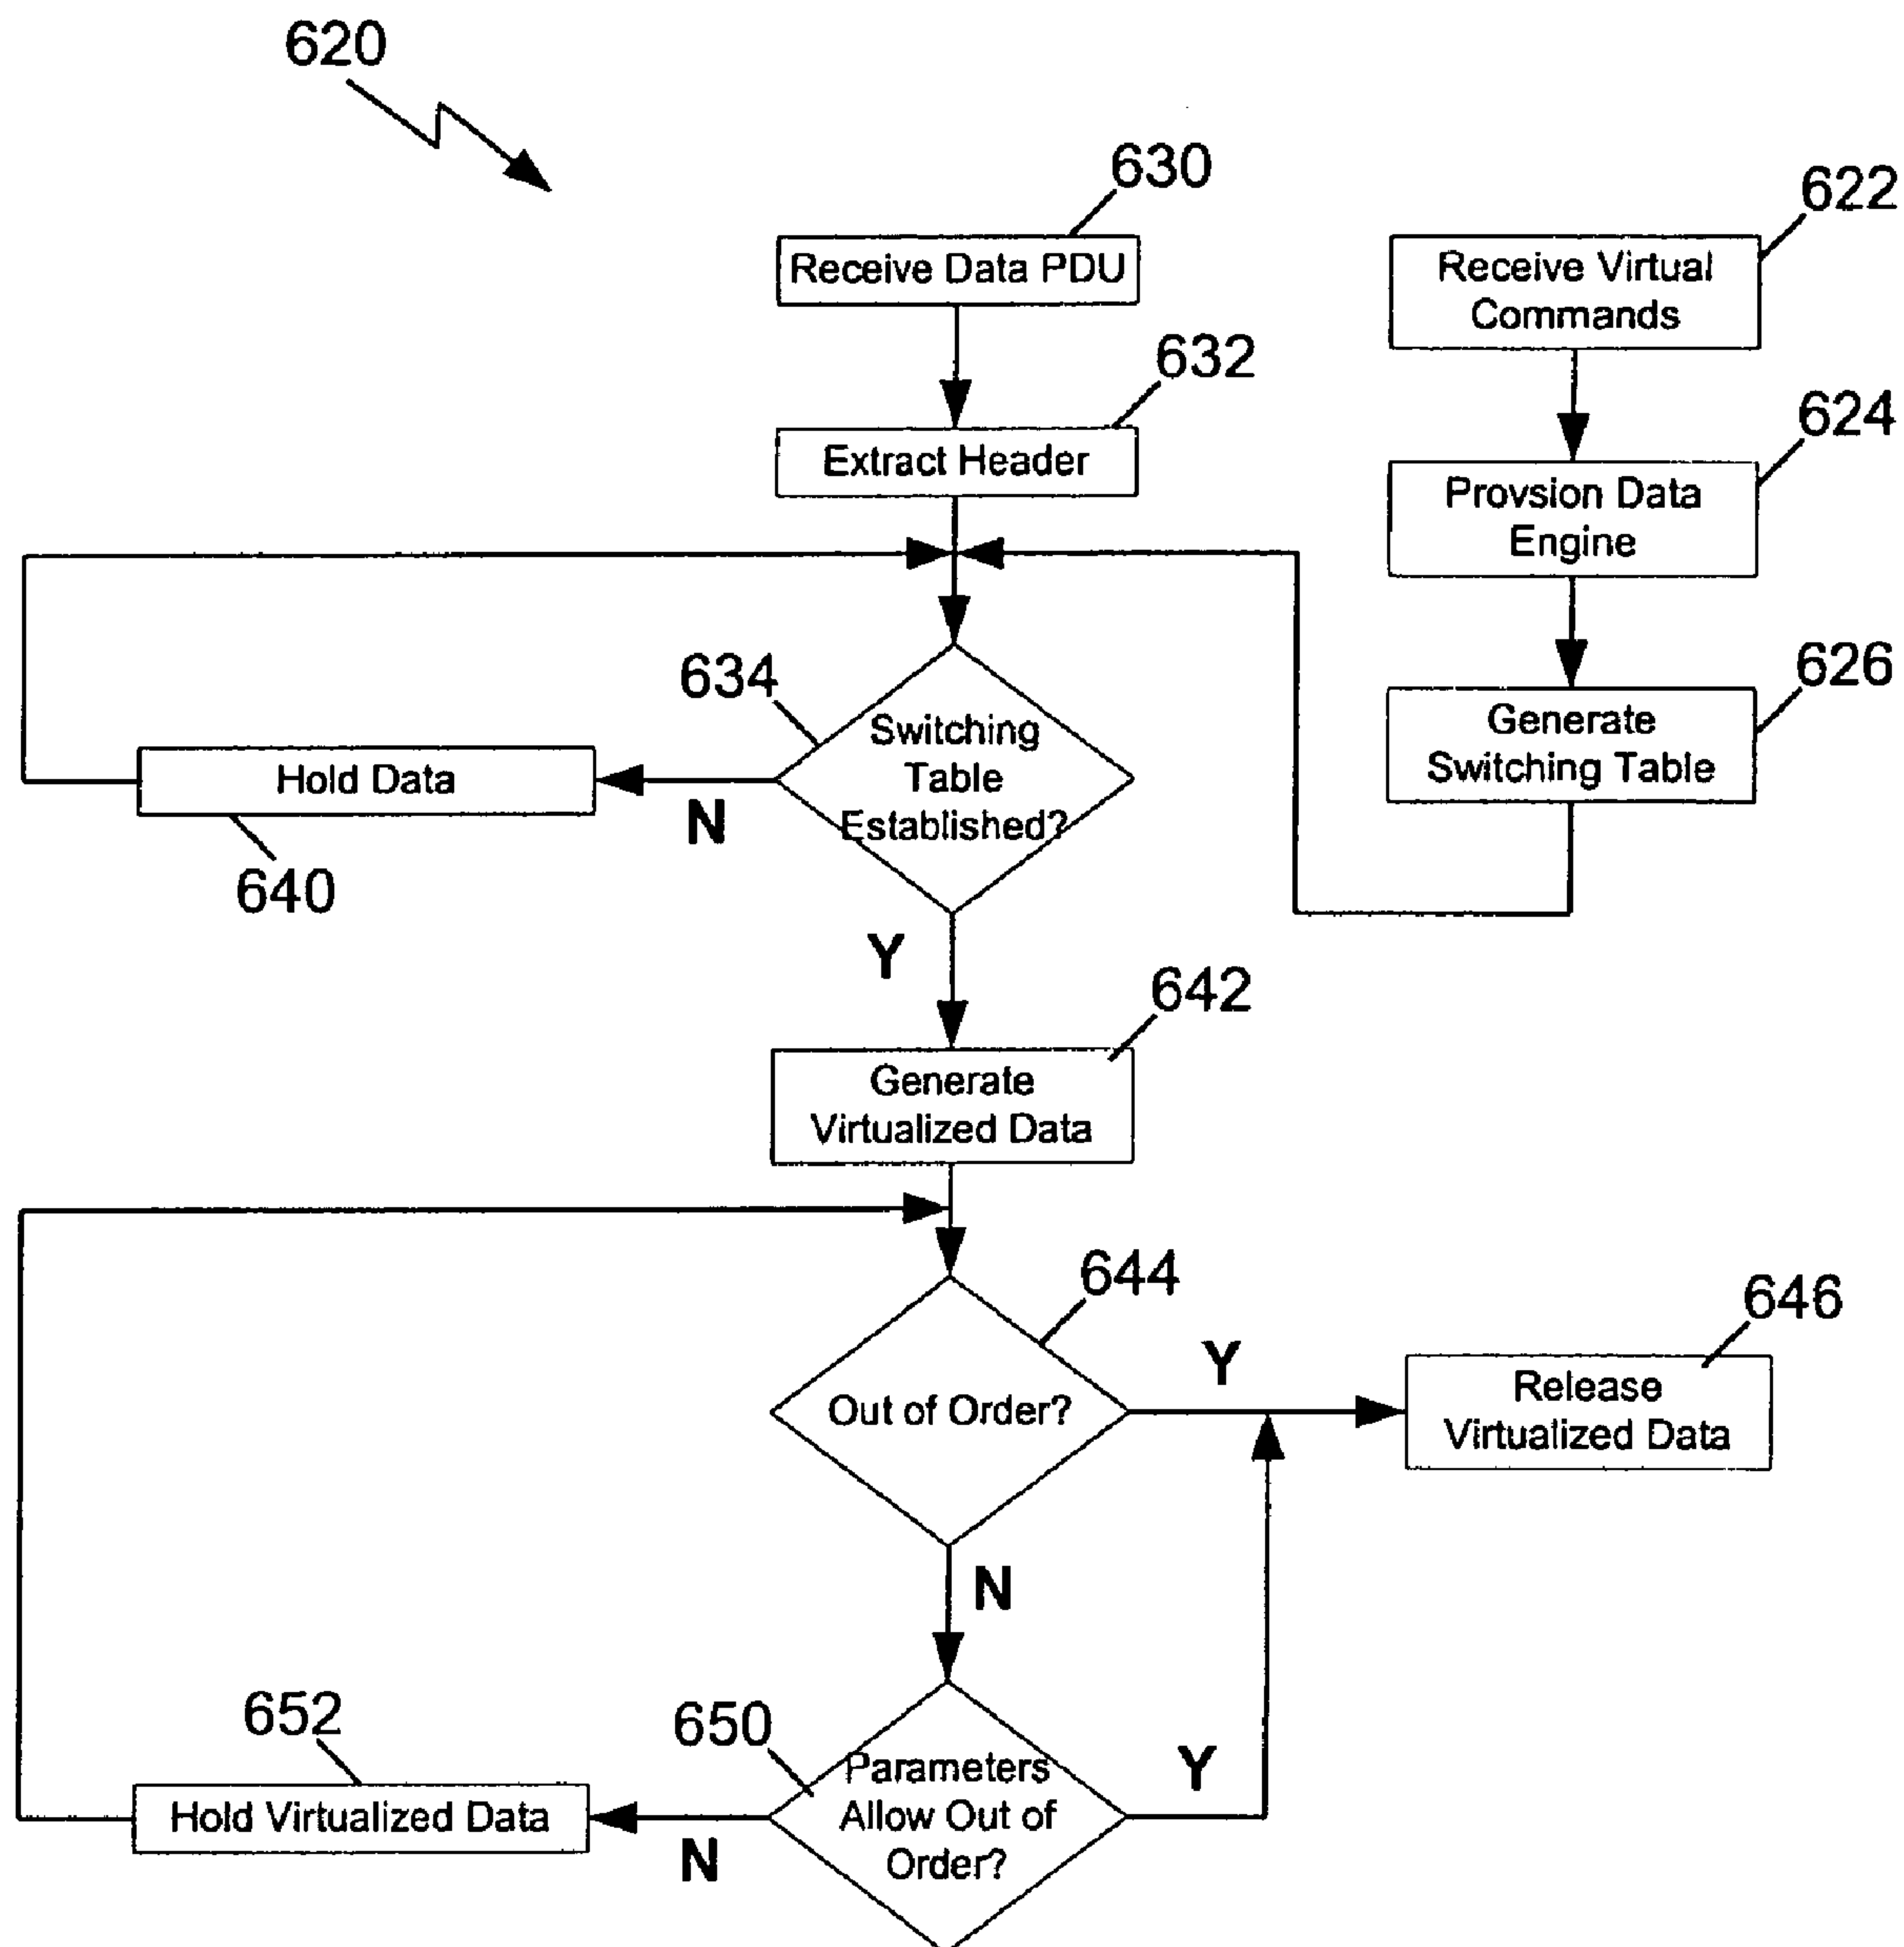 620
630
622
Receive Data PDU
Receive Virtual
Commands
632
624
Extract Header
Provsion Data
Engine
634
626
Switching
Table
Established?
Generate
Switching Table
Hold Data
N
640
Y
642
Generate
Virtualized Data
644
646
Out of Order?
Y
Release
Virtualized Data
N
652
650
Parameters
Allow Out of
Order?
Y
Hold Virtualized Data
N